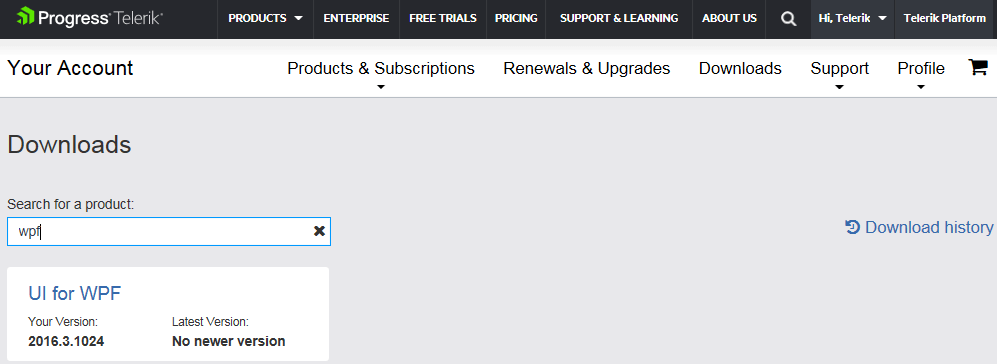 Progress Telerik PRODUCTS ENTERPRISE FREE TRIALS PRICING SUPPORT & LEARNING ABOUT US Hi, Telerik Telerik Platform
Your Account Products & Subscriptions Renewals & Upgrades Downloads Support Profile
Downloads
Search for a product:
wpf
Download history
UI for WPF
Your Version: Latest Version:
2016.3.1024 No newer version